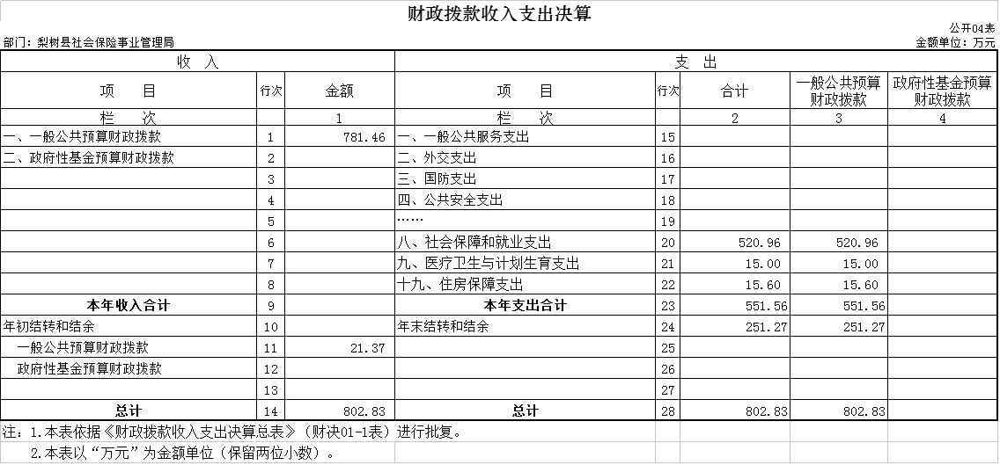 财政拨款收入支出决算
公开04表
部门：梨树县社会保险事业管理局 金额单位：万元
收 入 支 出
项 目 行次 金额 项 目 行次 合计 一般公共预算财政拨款 政府性基金预算财政拨款
栏 次 1 栏 次 2 3 4
一、一般公共预算财政拨款 1 781.46 一、一般公共服务支出 15
二、政府性基金预算财政拨款 2 二、外交支出 16
3 三、国防支出 17
4 四、公共安全支出 18
5 …… 19
6 八、社会保障和就业支出 20 520.96 520.96
7 九、医疗卫生与计划生育支出 21 15.00 15.00
8 十九、住房保障支出 22 15.60 15.60
本年收入合计 9 本年支出合计 23 551.56 551.56
年初结转和结余 10 年末结转和结余 24 251.27 251.27
一般公共预算财政拨款 11 21.37 25
政府性基金预算财政拨款 12 26
13 27
总计 14 802.83 总计 28 802.83 802.83
注：1.本表依据《财政拨款收入支出决算总表》（财决01-1表）进行批复。
2.本表以“万元”为金额单位（保留两位小数）。